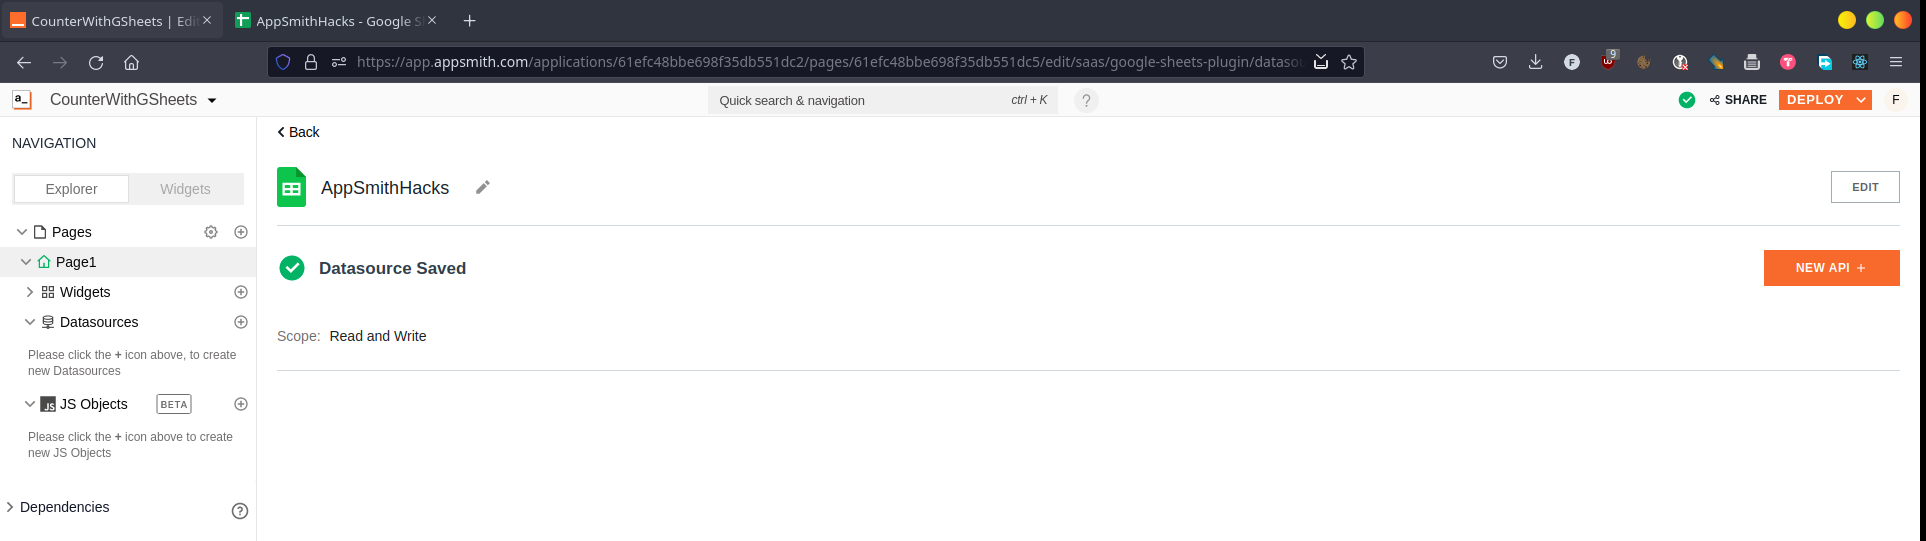 CounterWithGSheets | Edi
AppSmithHacks - Google S
https://app.appsmith.com/applications/61efc48bbe698f35db551dc2/pages/61efc48bbe698f35db551dc5/edit/saas/google-sheets-plugin/dataso
F
9
a_
CounterWithGSheets
Quick search & navigation
ctrl + K
?
SHARE
DEPLOY
F
NAVIGATION
Explorer
Widgets
Pages
Page1
Widgets
Datasources
Please click the + icon above, to create
new Datasources
JS
JS Objects
BETA
Please click the + icon above to create
new JS Objects
Dependencies
?
Back
AppSmithHacks
EDIT
Datasource Saved
NEW API +
Scope: Read and Write